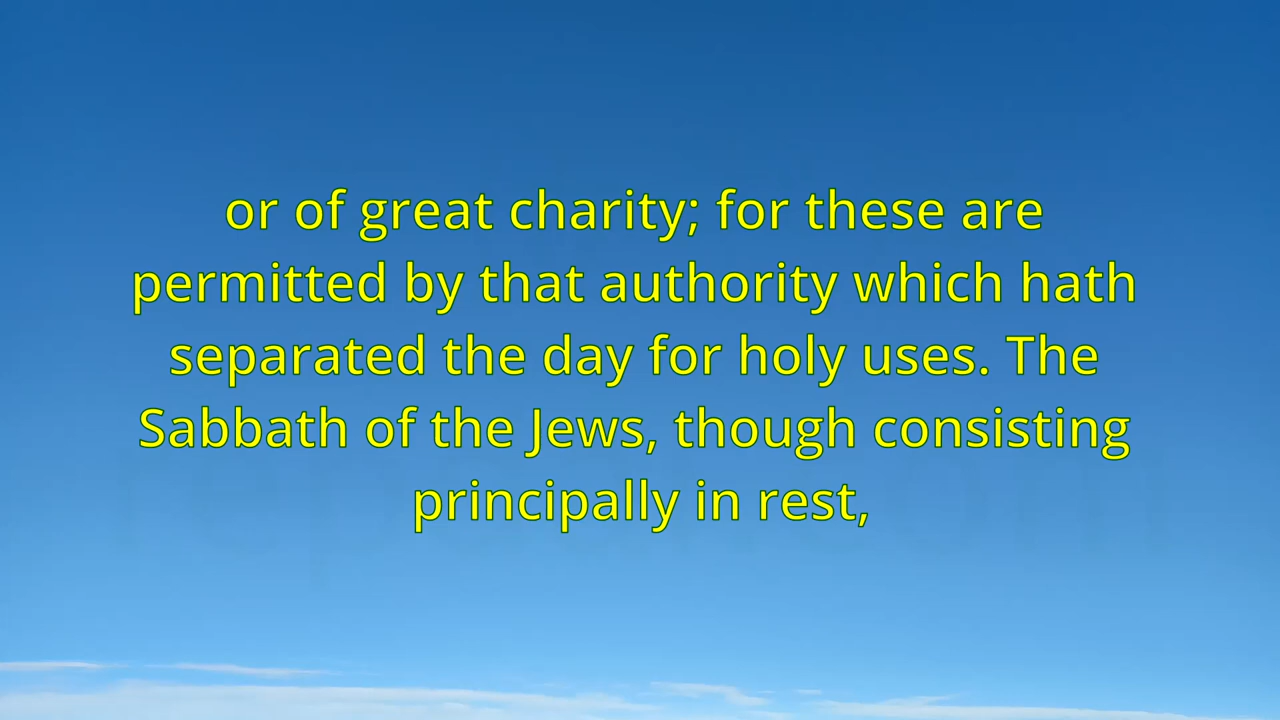 or of great charity; for these are
permitted by that authority which hath
separated the day for holy uses. The
Sabbath of the Jews, though consisting
principally in rest,